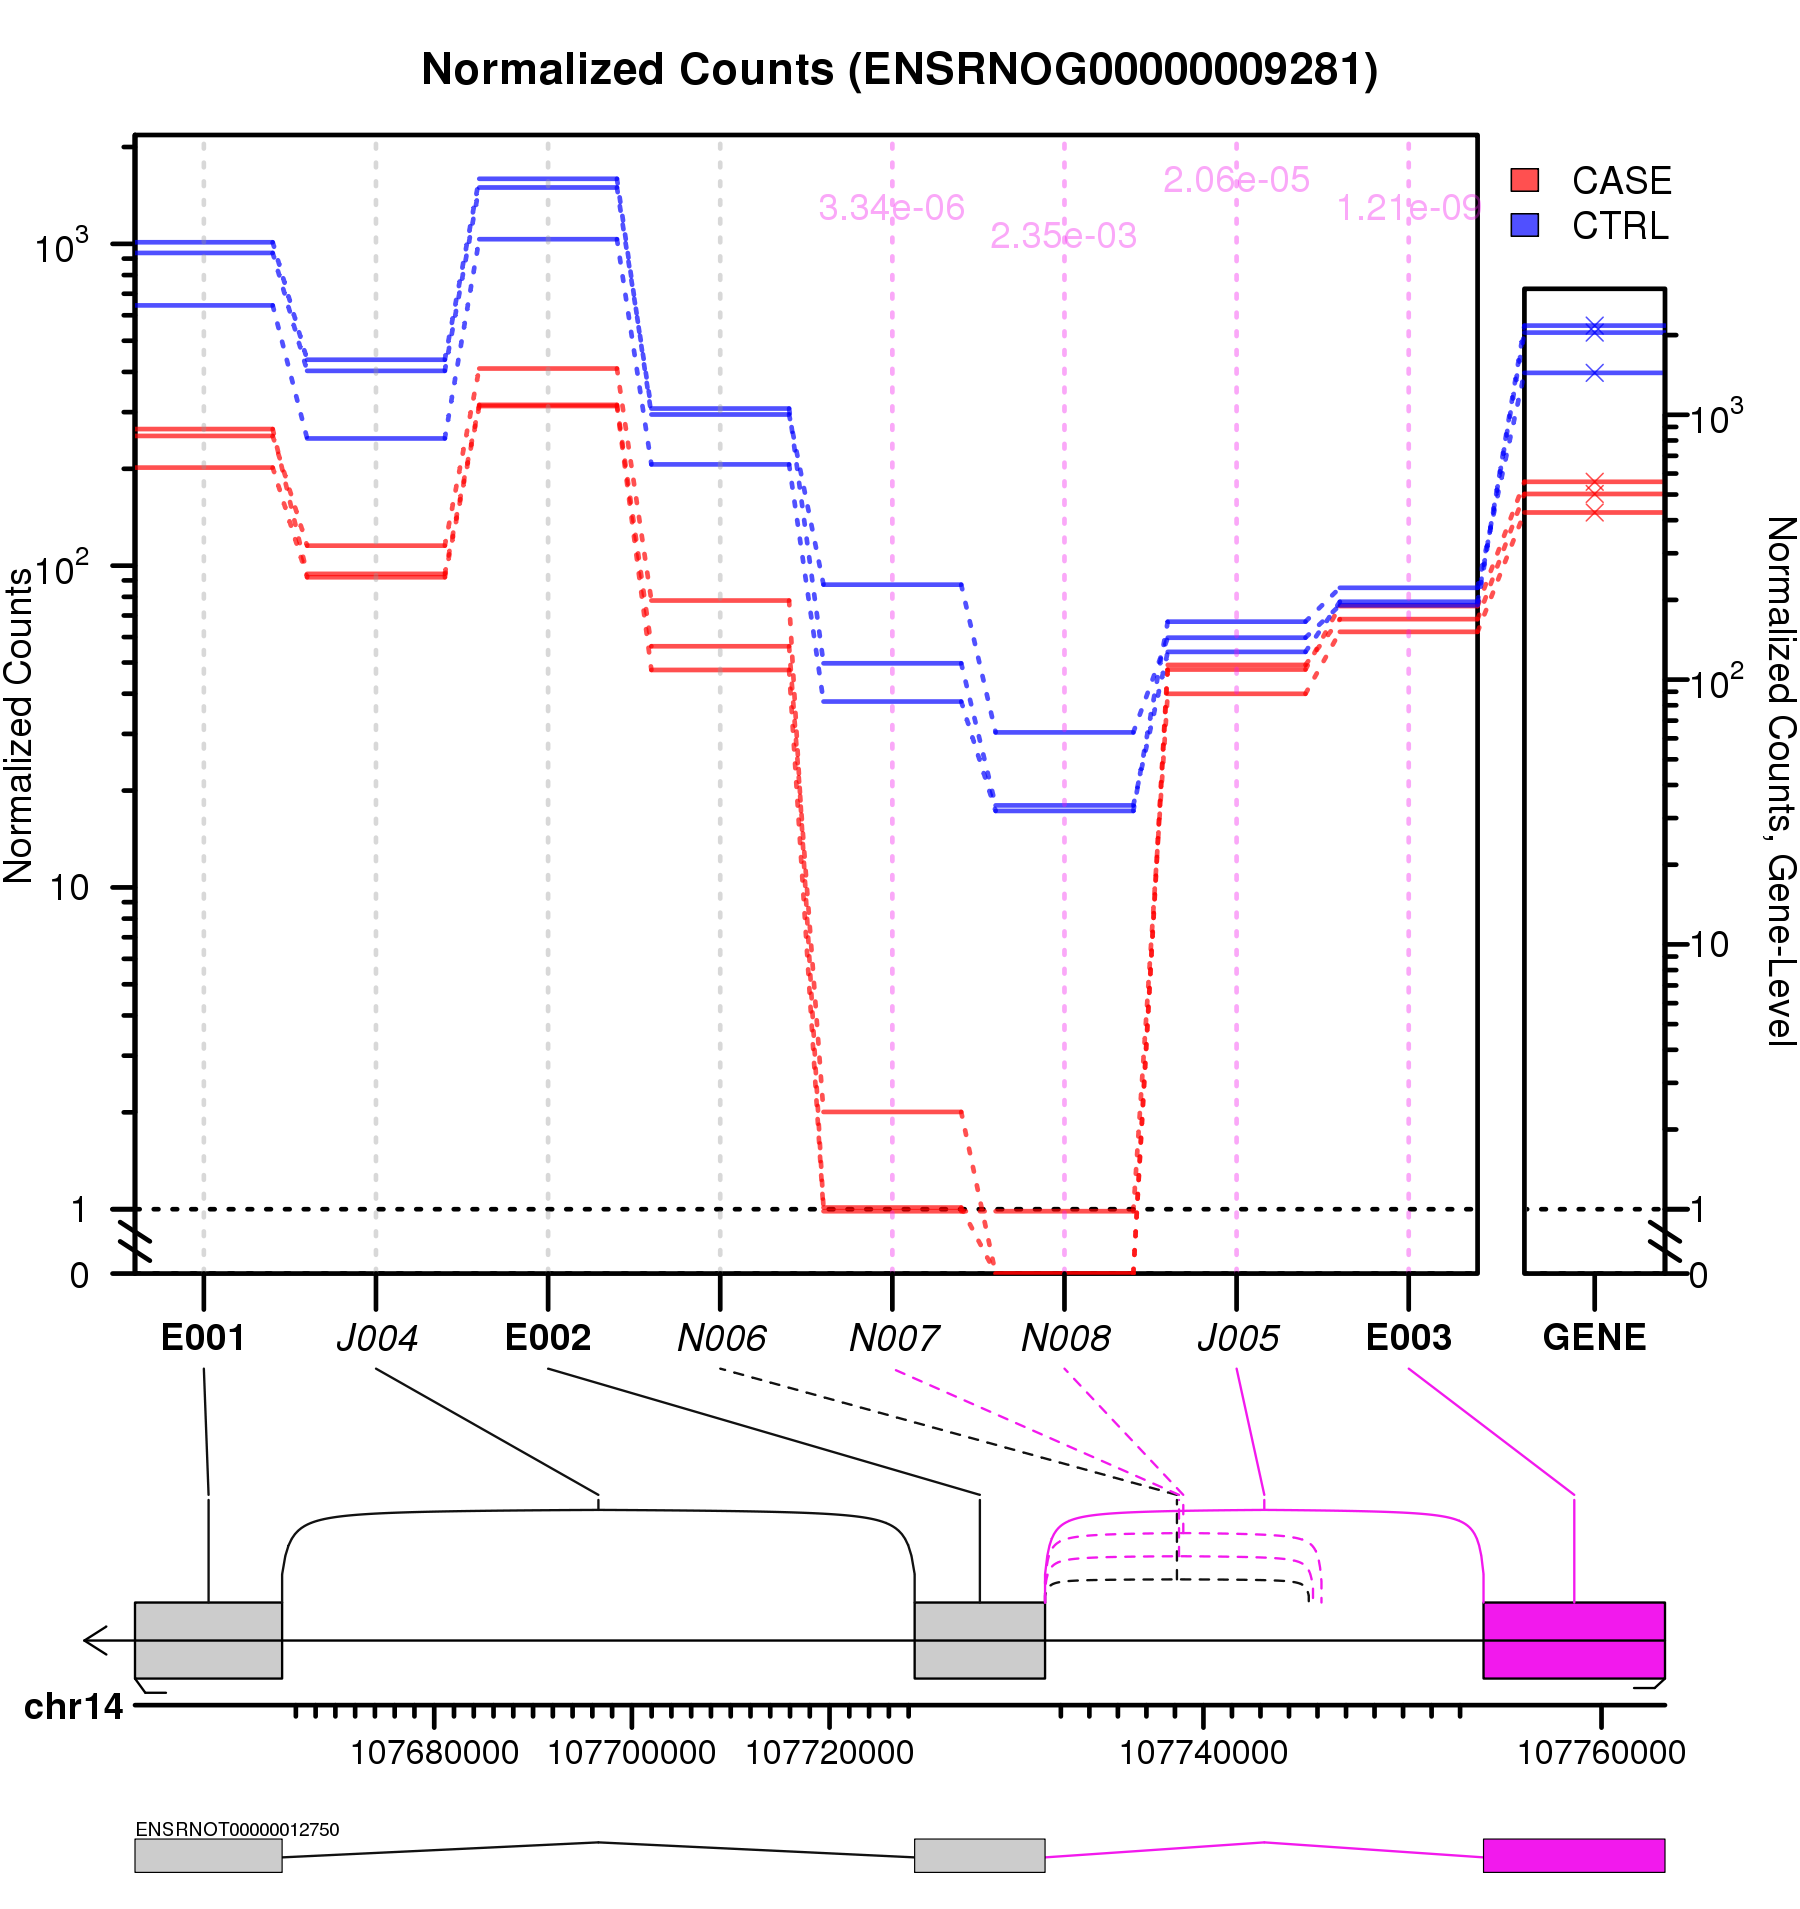 Normalized Counts (ENSRNOG00000009281)
CASE
CTRL
3.34e-06
2.35e-03
2.06e-05
1.21e-09
Normalized Counts
10³
10²
10
1
0
10³
10²
10
1
0
Normalized Counts, Gene-Level
E001 J004 E002 N006 N007 N008 J005 E003 GENE
chr14
107680000 107700000 107720000 107740000 107760000
ENSRNOT00000012750